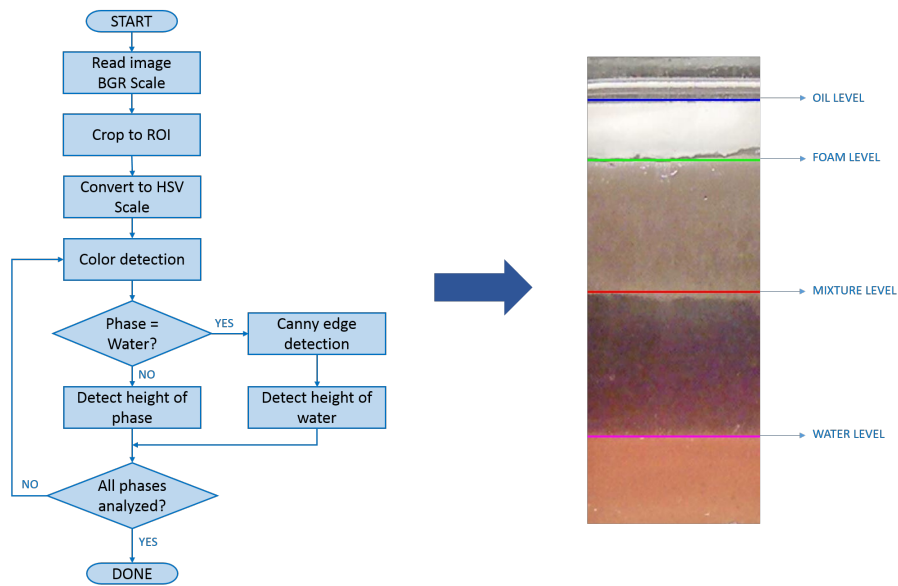 START
Read image
BGR Scale
Crop to ROI
Convert to HSV
Scale
Color detection
Phase =
Water?
YES
Canny edge
detection
NO
Detect height of
phase
Detect height of
water
All phases
analyzed?
NO
YES
DONE
OIL LEVEL
FOAM LEVEL
MIXTURE LEVEL
WATER LEVEL